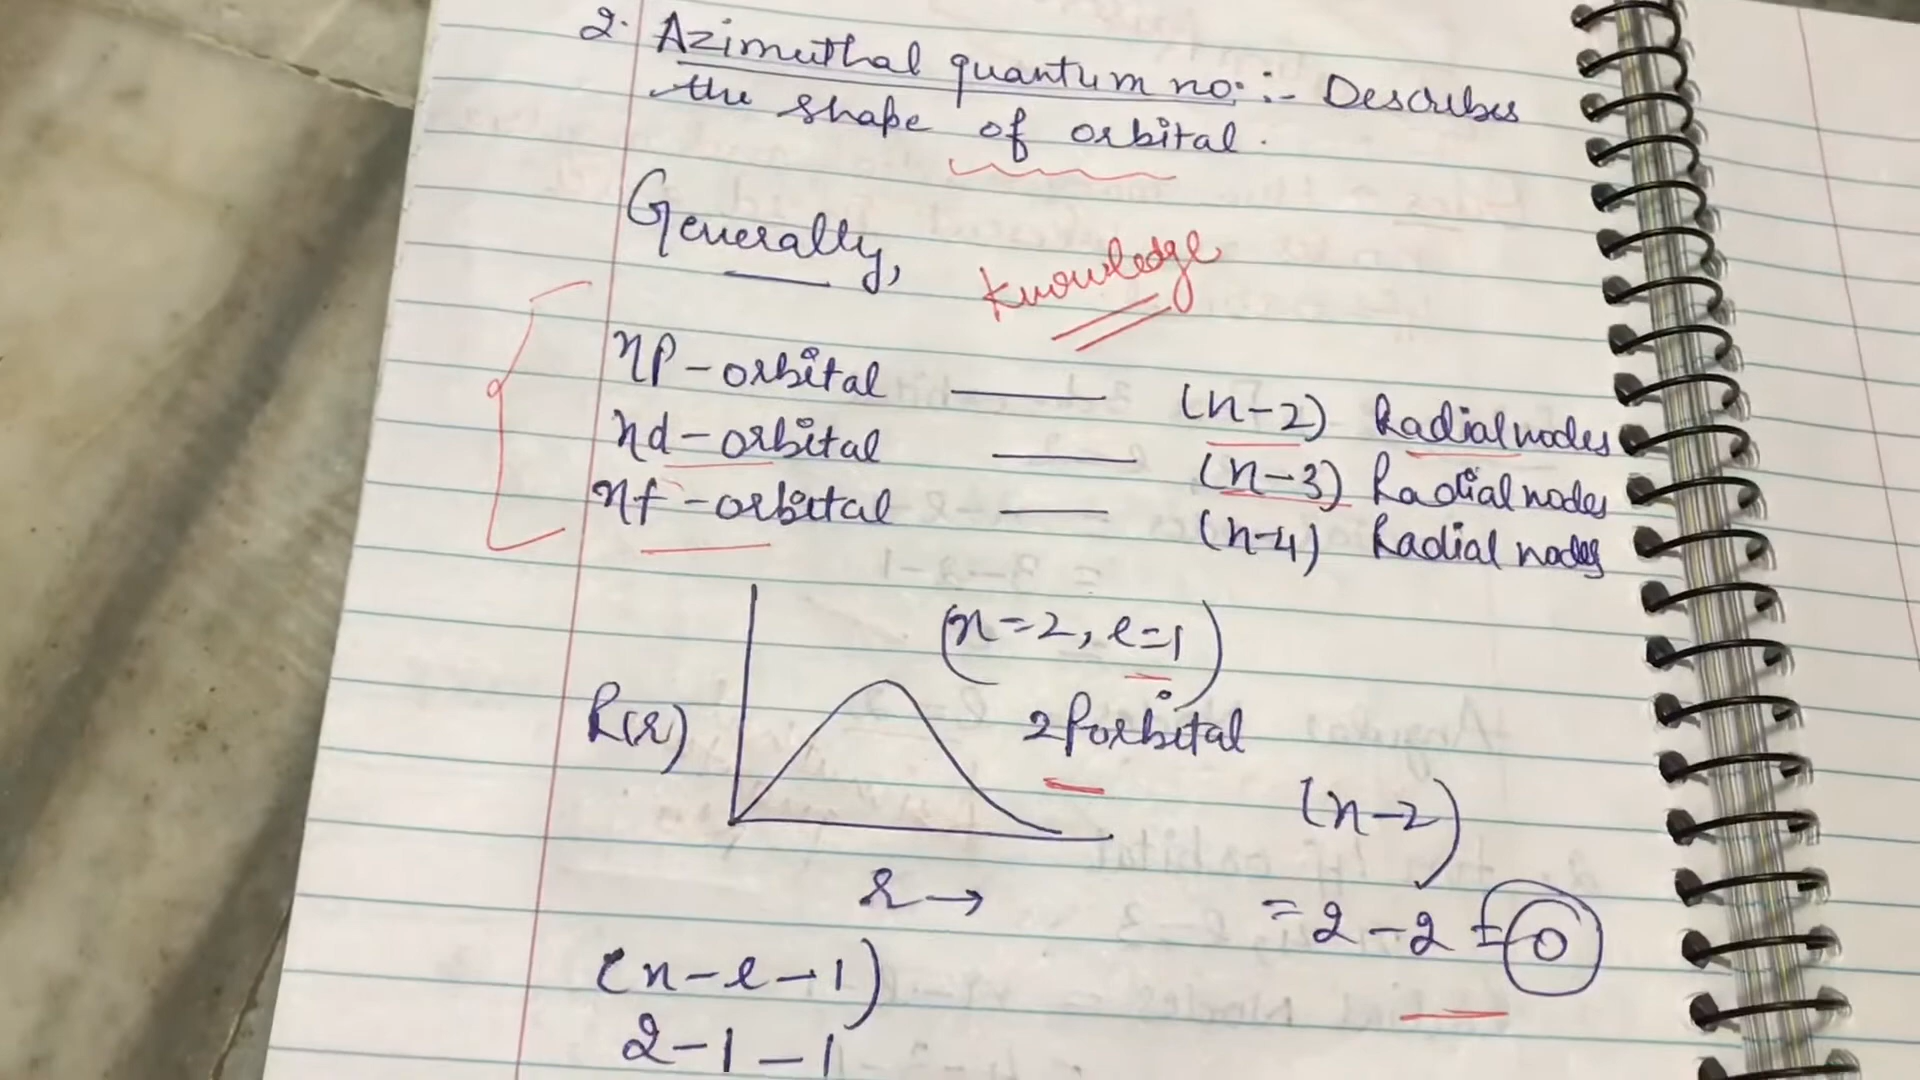 2. Azimuthal quantum no. :- Describes
the shape of orbital.
Generally,
Knowledge
np - orbital —— (n-2) Radial nodes
nd - orbital —— (n-3) Radial nodes
nf - orbital —— (n-4) Radial nodes
(n=2, l=1)
R(r)
2P orbital
(n-2)
r →
= 2 - 2 = 0
(n-l-1)
2-1-1